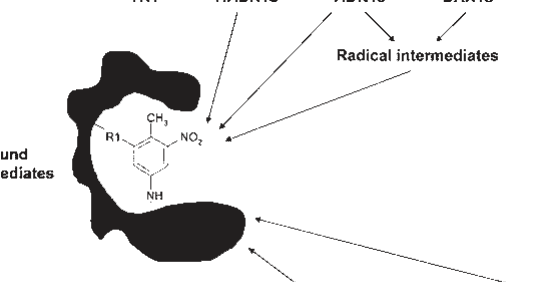 Radical intermediates
CH3
R1
NO2
und
ediates
NH